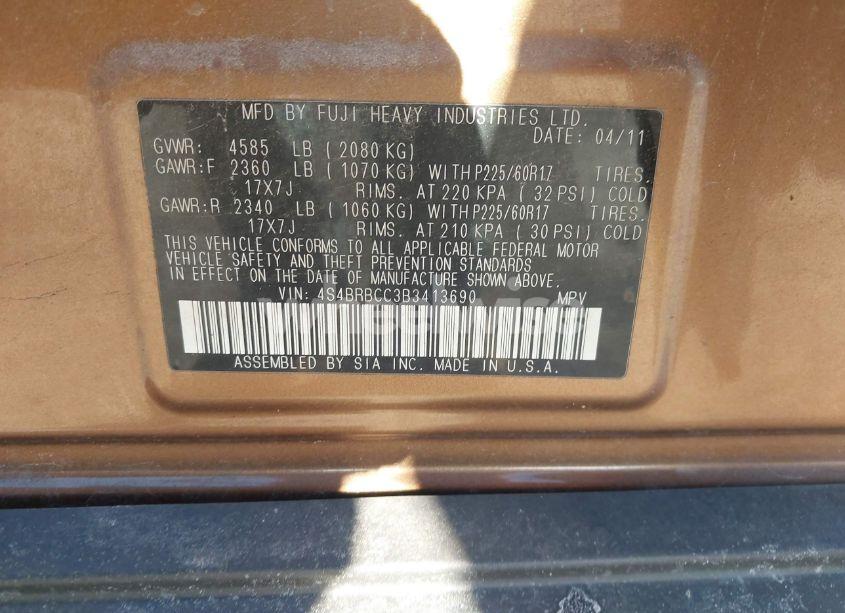 MFD BY FUJI HEAVY INDUSTRIES LTD.
DATE: 04/11
GVWR: 4585 LB ( 2080 KG)
GAWR:F 2360 LB ( 1070 KG) WITH P225/60R17 TIRES.
17X7J RIMS. AT 220 KPA ( 32 PSI) COLD
GAWR:R 2340 LB ( 1060 KG) WITH P225/60R17 TIRES.
17X7J RIMS. AT 210 KPA ( 30 PSI) COLD
THIS VEHICLE CONFORMS TO ALL APPLICABLE FEDERAL MOTOR
VEHICLE SAFETY AND THEFT PREVENTION STANDARDS
IN EFFECT ON THE DATE OF MANUFACTURE SHOWN ABOVE.
VIN: 4S4BRBCC3B3413690 MPV
ASSEMBLED BY SIA INC. MADE IN U.S.A.